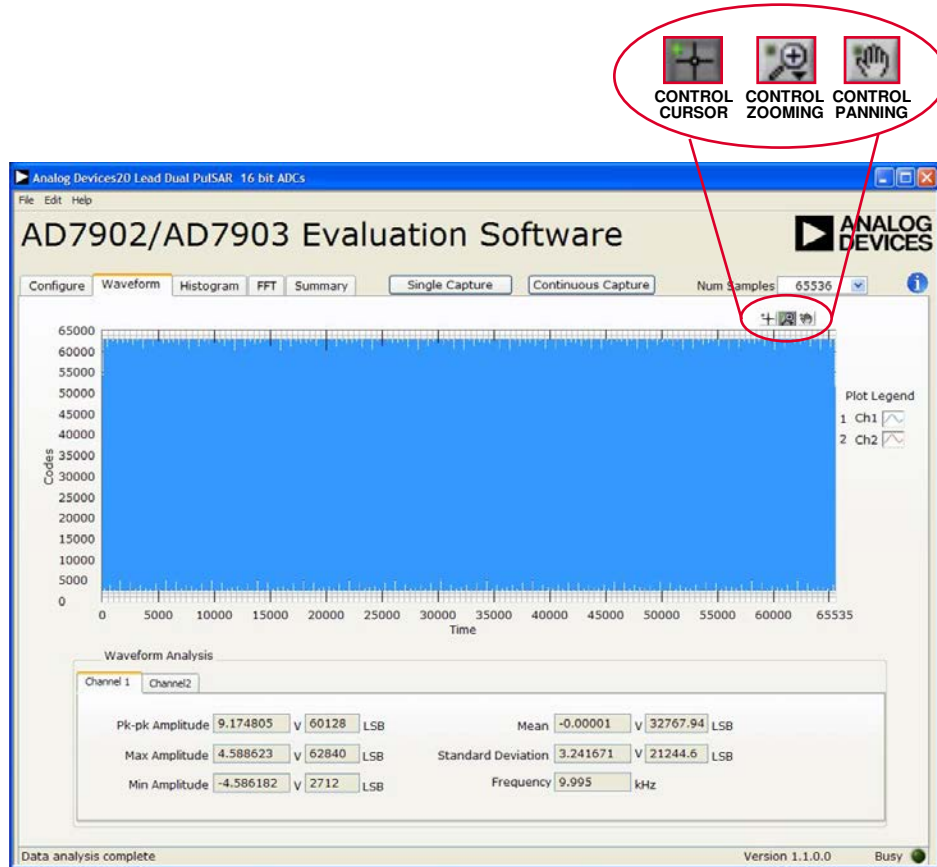 CONTROL CURSOR
CONTROL ZOOMING
CONTROL PANNING
Analog Devices20 Lead Dual PulSAR 16 bit ADCs
File Edit Help
AD7902/AD7903 Evaluation Software
ANALOG DEVICES
Configure Waveform Histogram FFT Summary Single Capture Continuous Capture Num Samples 65536
65000
60000
55000
50000
45000
40000
35000
30000
25000
20000
15000
10000
5000
0
Codes
0 5000 10000 15000 20000 25000 30000 35000 40000 45000 50000 55000 60000 65535
Time
Plot Legend
1 Ch1
2 Ch2
Waveform Analysis
Channel 1 Channel2
Pk-pk Amplitude 9.174805 V 60128 LSB Mean -0.00001 V 32767.94 LSB
Max Amplitude 4.588623 V 62840 LSB Standard Deviation 3.241671 V 21244.6 LSB
Min Amplitude -4.586182 V 2712 LSB Frequency 9.995 kHz
Data analysis complete Version 1.1.0.0 Busy